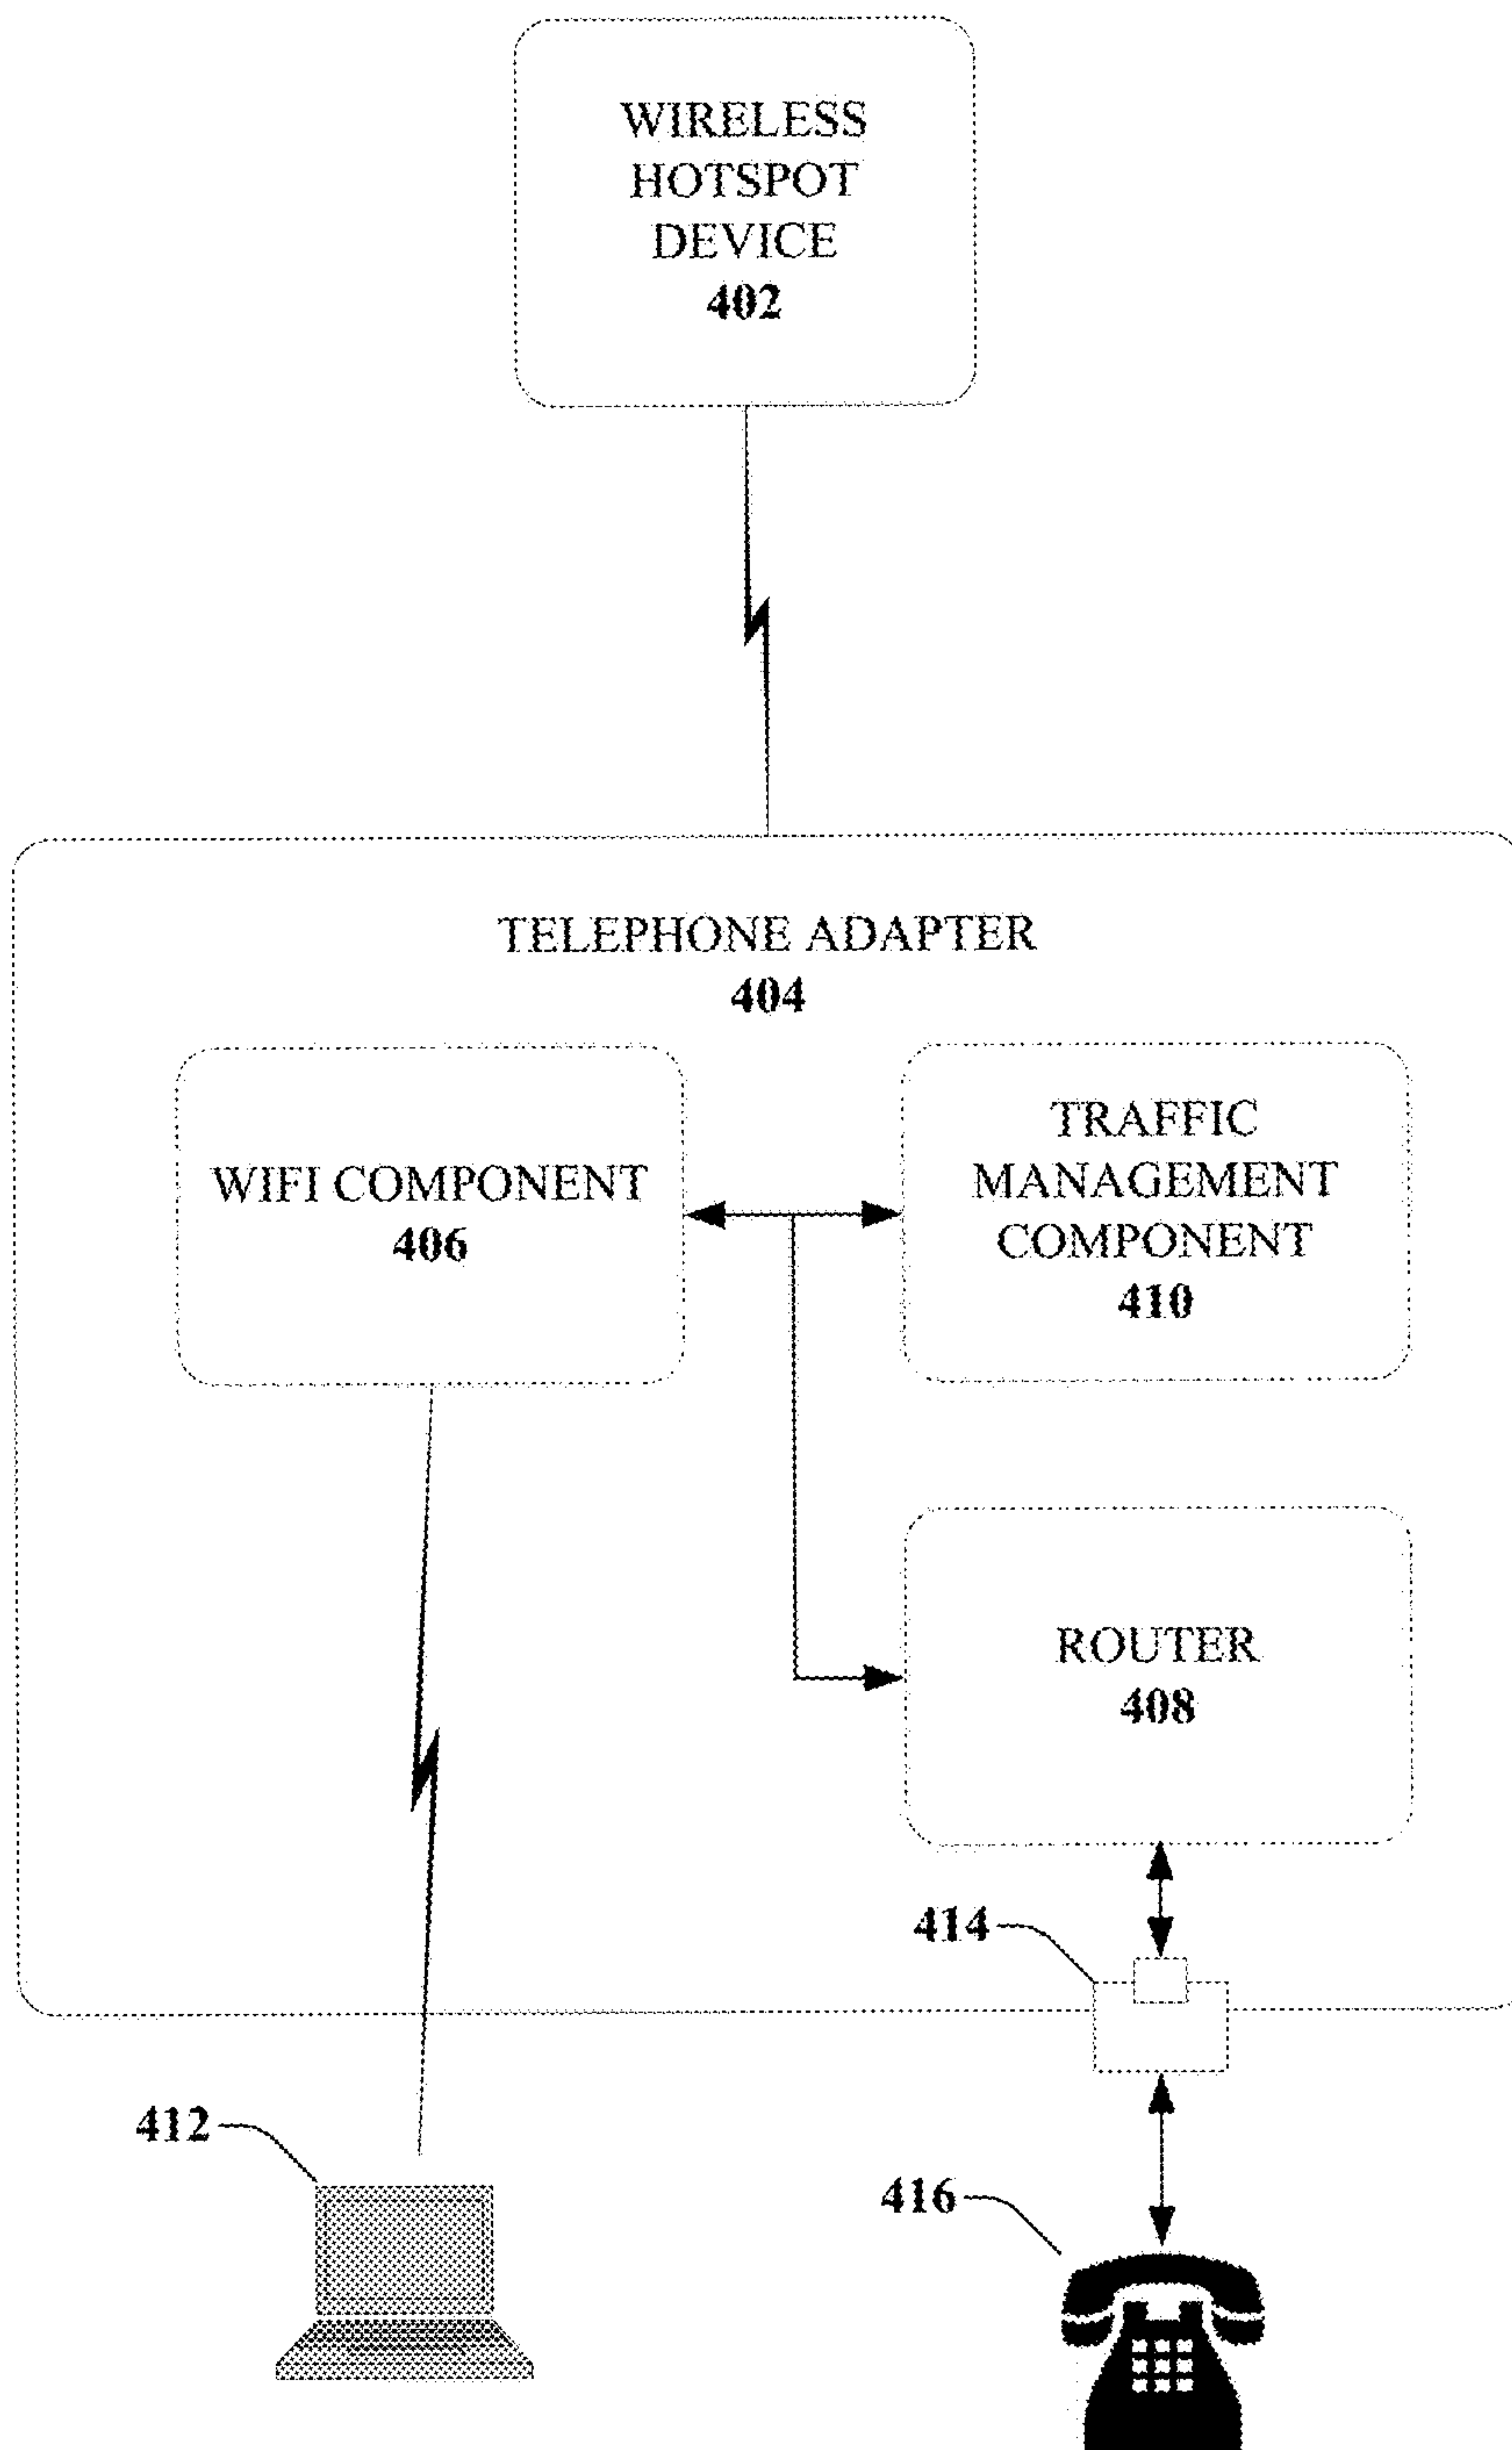 WIRELESS
HOTSPOT
DEVICE
402
TELEPHONE ADAPTER
404
WIFI COMPONENT
406
TRAFFIC
MANAGEMENT
COMPONENT
410
ROUTER
408
414
412
416